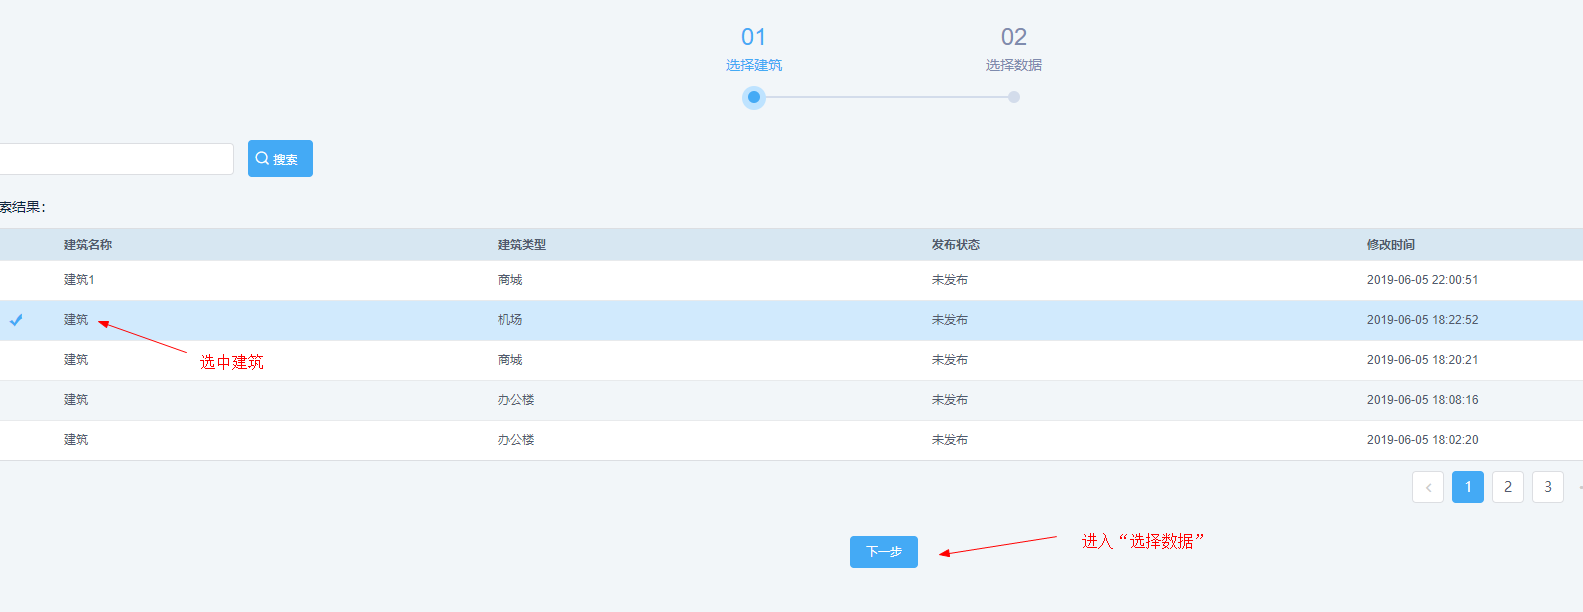 01 02
选择建筑 选择数据
搜索
索结果：
建筑名称 建筑类型 发布状态 修改时间
建筑1 商城 未发布 2019-06-05 22:00:51
建筑 机场 未发布 2019-06-05 18:22:52
选中建筑
建筑 商城 未发布 2019-06-05 18:20:21
建筑 办公楼 未发布 2019-06-05 18:08:16
建筑 办公楼 未发布 2019-06-05 18:02:20
1 2 3
进入“选择数据”
下一步